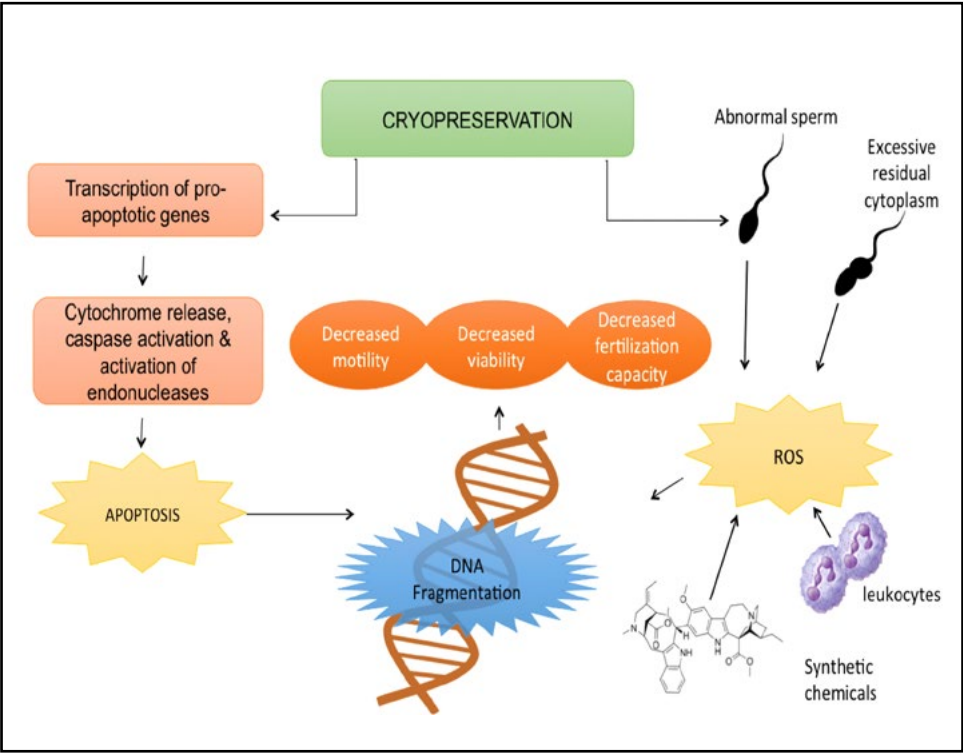 CRYOPRESERVATION
Abnormal sperm
Excessive
residual
cytoplasm
Transcription of pro-
apoptotic genes
Cytochrome release,
caspase activation &
activation of
endonucleases
Decreased
motility
Decreased
viability
Decreased
fertilization
capacity
ROS
APOPTOSIS
DNA
Fragmentation
leukocytes
Synthetic
chemicals
O
N
O
O
H
NH
O
N
N
H
O
O